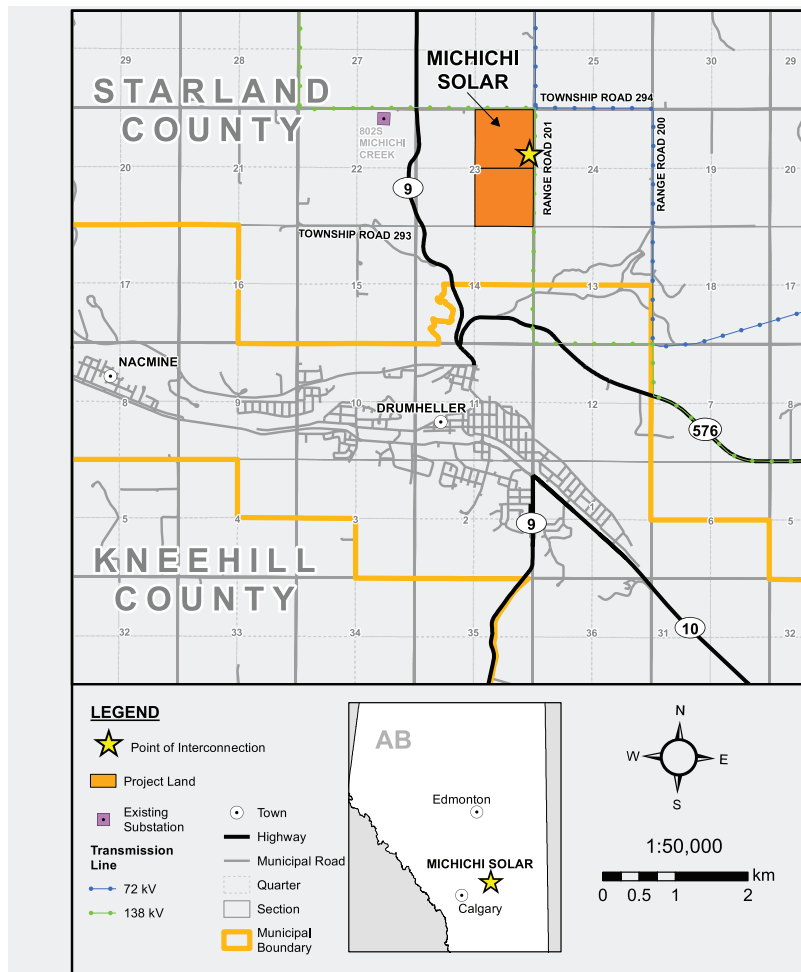 29
28
27
25
30
29
MICHICHI
SOLAR
TOWNSHIP ROAD 294
STARLAND
COUNTY
802S
MICHICHI
CREEK
RANGE ROAD 201
RANGE ROAD 200
20
21
22
23
24
19
20
9
TOWNSHIP ROAD 293
17
16
15
14
13
18
17
NACMINE
8
9
10
DRUMHELLER
11
12
7
8
576
5
4
3
2
1
6
5
9
KNEEHILL
COUNTY
10
32
33
34
35
36
31
32
LEGEND
Point of Interconnection
Project Land
Existing
Substation
Transmission
Line
72 kV
138 kV
Town
Highway
Municipal Road
Quarter
Section
Municipal
Boundary
AB
Edmonton
MICHICHI SOLAR
Calgary
N
W
E
S
1:50,000
km
0 0.5 1 2